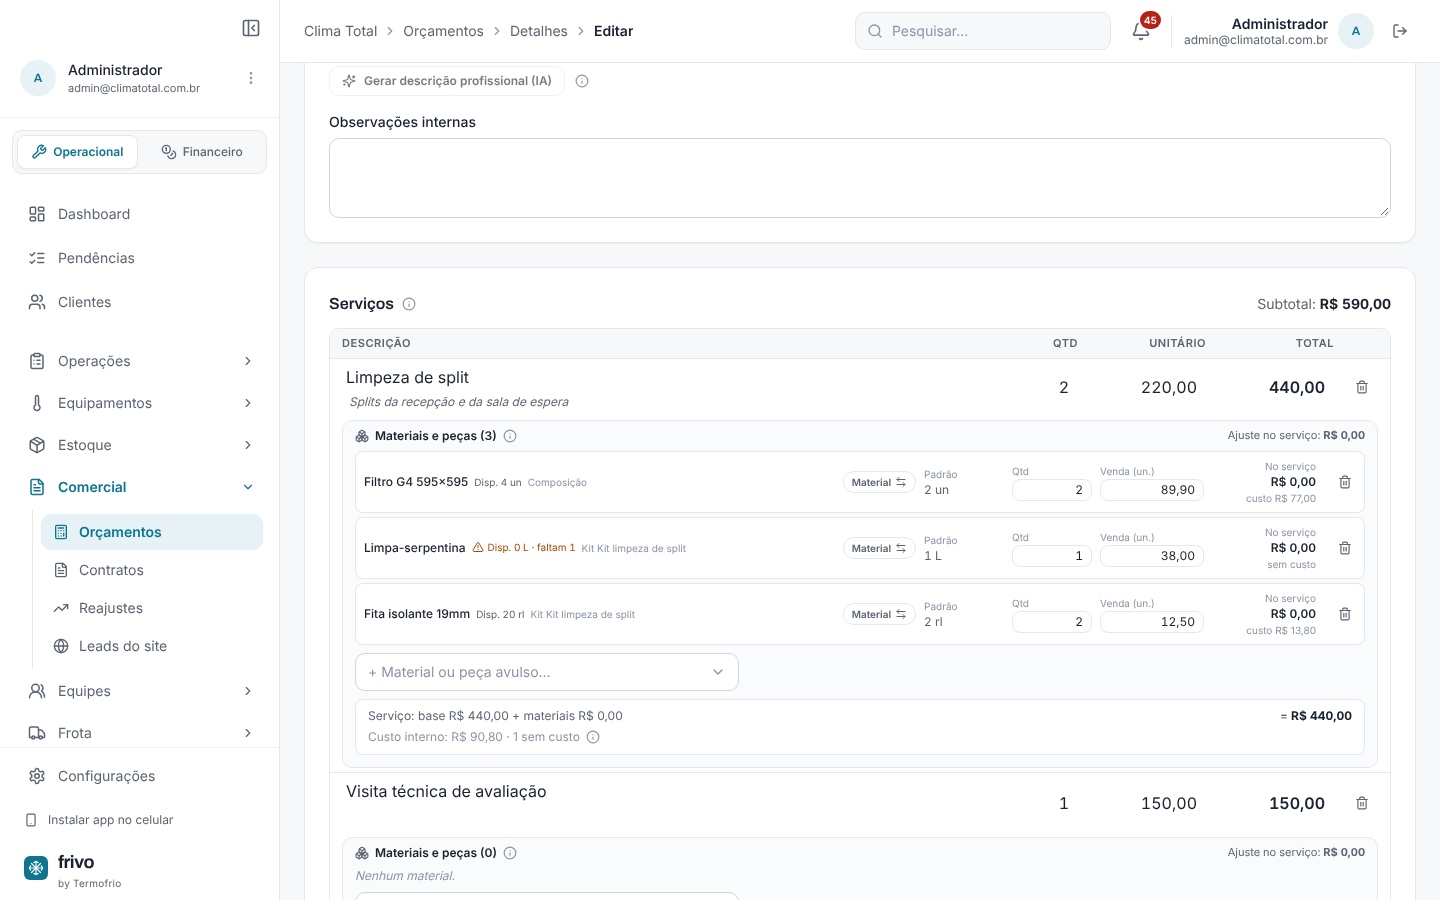 Clima Total > Orçamentos > Detalhes > Editar
Pesquisar...
45
Administrador
admin@climatotal.com.br
A
A
Administrador
admin@climatotal.com.br
Operacional
Financeiro
Dashboard
Pendências
Clientes
Operações
Equipamentos
Estoque
Comercial
Orçamentos
Contratos
Reajustes
Leads do site
Equipes
Frota
Configurações
Instalar app no celular
frivo
by Termofrio
Gerar descrição profissional (IA)
Observações internas
Serviços
Subtotal: R$ 590,00
DESCRIÇÃO QTD UNITÁRIO TOTAL
Limpeza de split 2 220,00 440,00
Splits da recepção e da sala de espera
Materiais e peças (3) Ajuste no serviço: R$ 0,00
Filtro G4 595×595 Disp. 4 un Composição
Material
Padrão
2 un
Qtd
2
Venda (un.)
89,90
No serviço
R$ 0,00
custo R$ 77,00
Limpa-serpentina Disp. 0 L · faltam 1 Kit Kit limpeza de split
Material
Padrão
1 L
Qtd
1
Venda (un.)
38,00
No serviço
R$ 0,00
sem custo
Fita isolante 19mm Disp. 20 rl Kit Kit limpeza de split
Material
Padrão
2 rl
Qtd
2
Venda (un.)
12,50
No serviço
R$ 0,00
custo R$ 13,80
+ Material ou peça avulso...
Serviço: base R$ 440,00 + materiais R$ 0,00 = R$ 440,00
Custo interno: R$ 90,80 · 1 sem custo
Visita técnica de avaliação 1 150,00 150,00
Materiais e peças (0) Ajuste no serviço: R$ 0,00
Nenhum material.